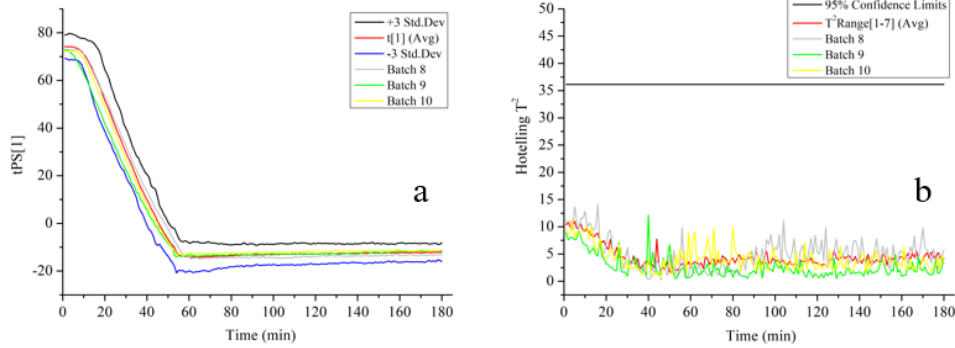 tPS[1]
80
60
40
20
0
-20
0 20 40 60 80 100 120 140 160 180
Time (min)
+3 Std.Dev
t[1] (Avg)
-3 Std.Dev
Batch 8
Batch 9
Batch 10
a
Hotelling T²
50
45
40
35
30
25
20
15
10
5
0
0 20 40 60 80 100 120 140 160 180
Time (min)
95% Confidence Limits
T²Range[1-7] (Avg)
Batch 8
Batch 9
Batch 10
b